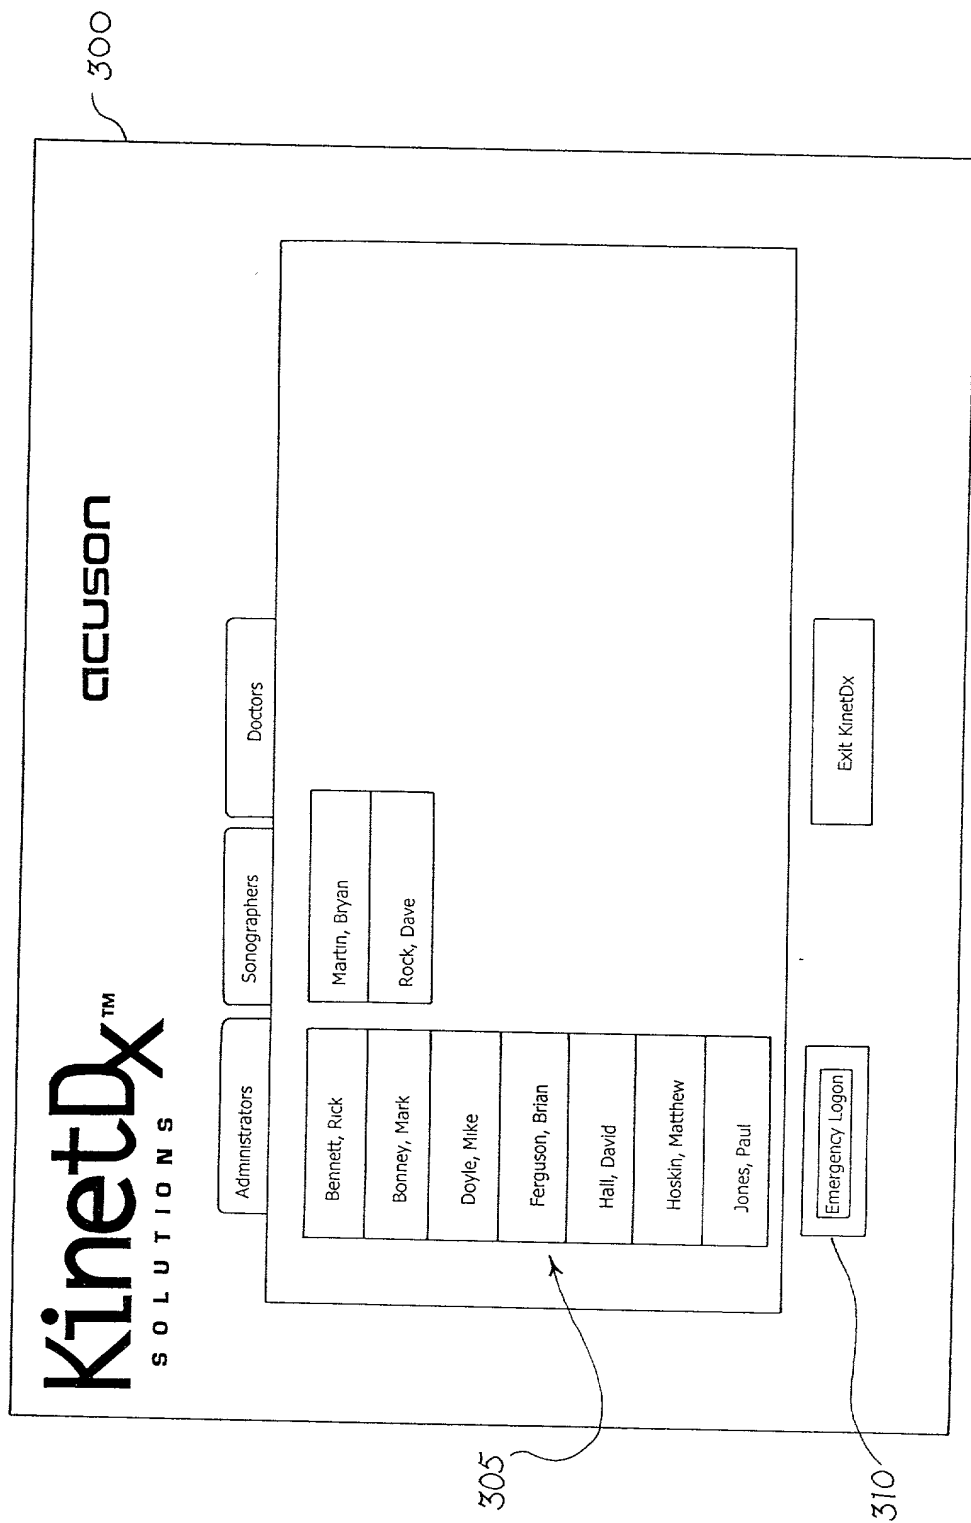 300
KinetDx™
SOLUTIONS
acuson
Administrators
Sonographers
Doctors
Bennett, Rick
Bonney, Mark
Doyle, Mike
Ferguson, Brian
Hall, David
Hoskin, Matthew
Jones, Paul
Martin, Bryan
Rock, Dave
Emergency Logon
Exit KinetDx
305
310